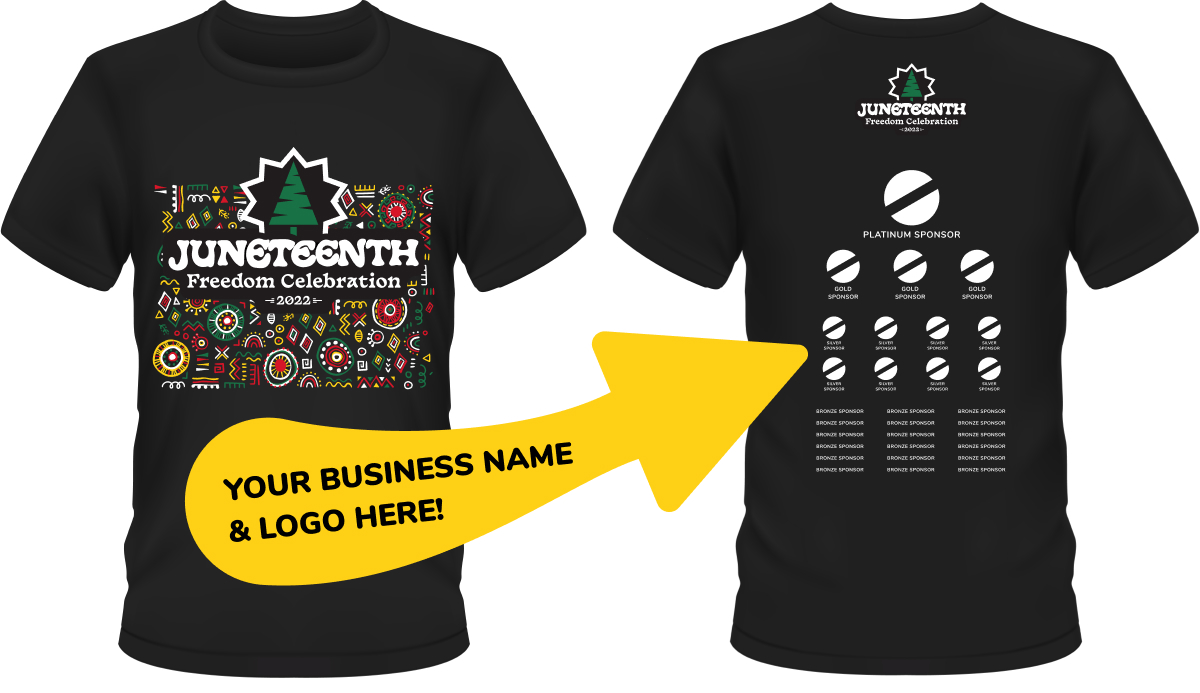 JUNETEENTH
Freedom Celebration
2022
YOUR BUSINESS NAME
& LOGO HERE!
JUNETEENTH
Freedom Celebration
2022
PLATINUM SPONSOR
GOLD GOLD GOLD
SPONSOR SPONSOR SPONSOR
SILVER SILVER SILVER SILVER
SPONSOR SPONSOR SPONSOR SPONSOR
SILVER SILVER SILVER SILVER
SPONSOR SPONSOR SPONSOR SPONSOR
BRONZE SPONSOR BRONZE SPONSOR BRONZE SPONSOR
BRONZE SPONSOR BRONZE SPONSOR BRONZE SPONSOR
BRONZE SPONSOR BRONZE SPONSOR BRONZE SPONSOR
BRONZE SPONSOR BRONZE SPONSOR BRONZE SPONSOR
BRONZE SPONSOR BRONZE SPONSOR BRONZE SPONSOR
BRONZE SPONSOR BRONZE SPONSOR BRONZE SPONSOR